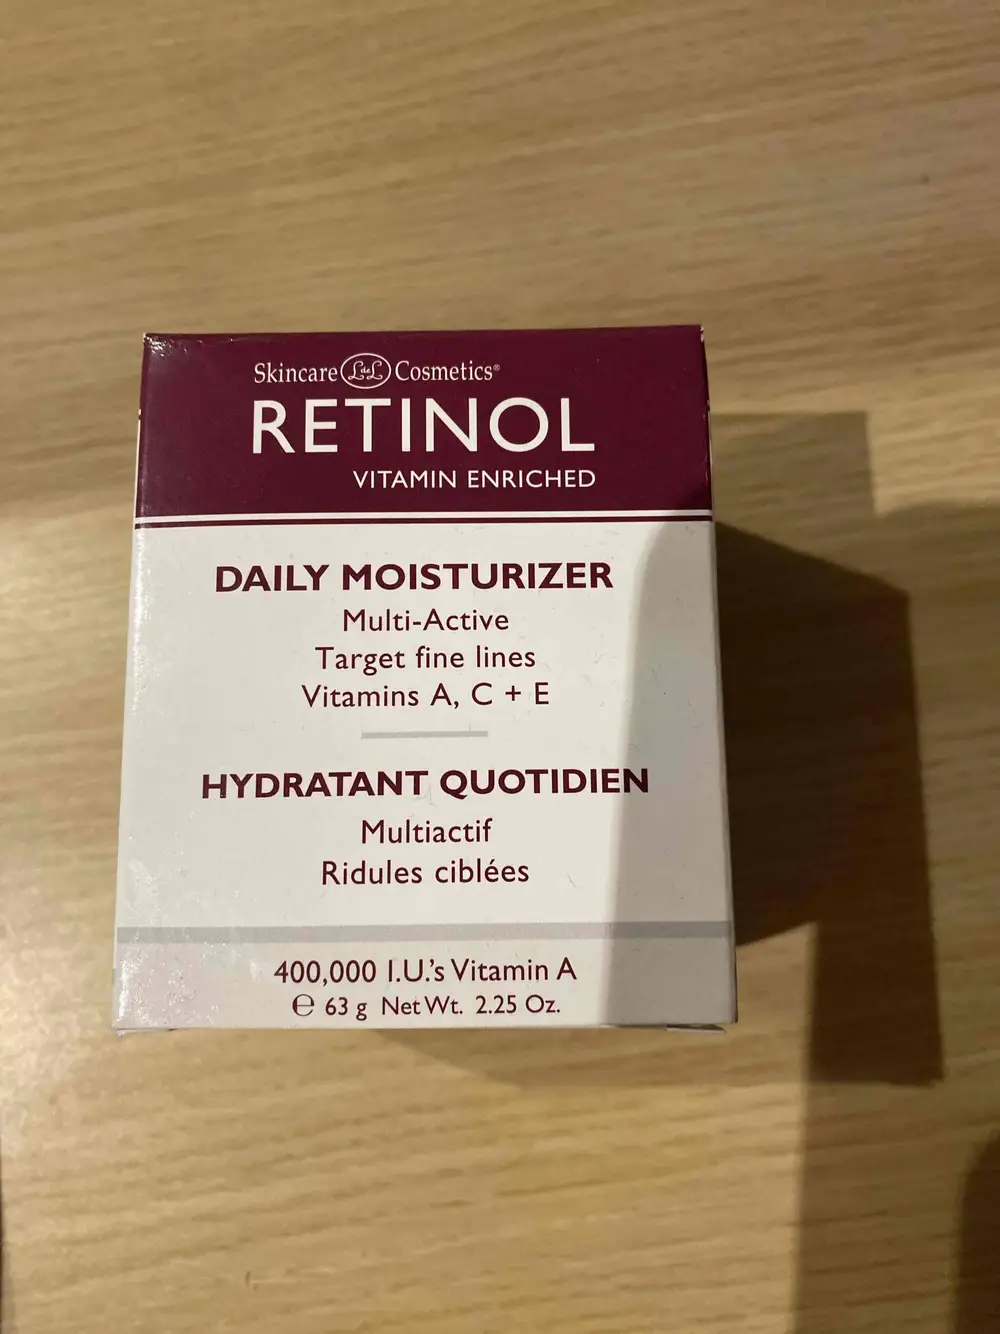 Skincare LdeL Cosmetics®
RETINOL
VITAMIN ENRICHED
DAILY MOISTURIZER
Multi-Active
Target fine lines
Vitamins A, C + E
HYDRATANT QUOTIDIEN
Multiactif
Ridules ciblées
400,000 I.U.'s Vitamin A
℮ 63 g Net Wt. 2.25 Oz.